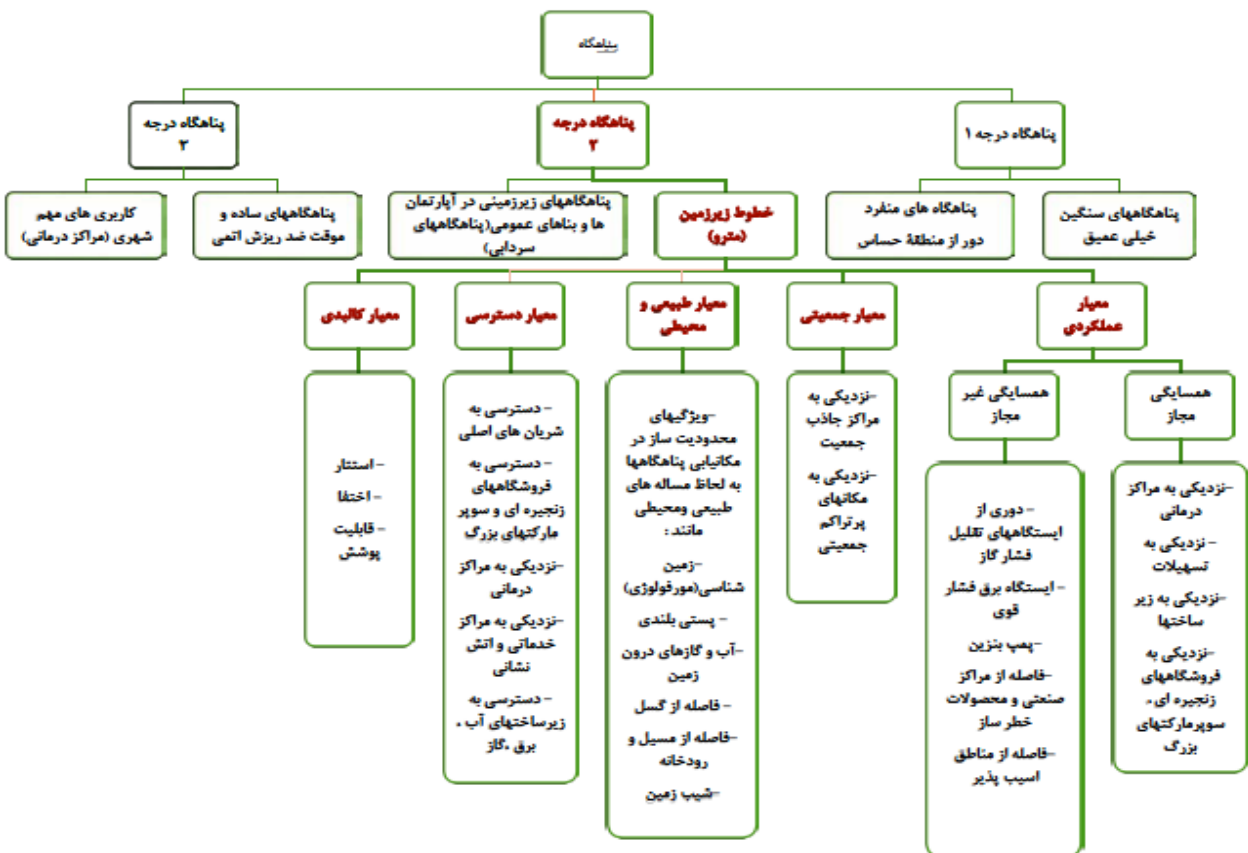 پناهگاه
پناهگاه درجه ۱
پناهگاه درجه
۲
پناهگاه درجه
۳
پناهگاههای سنگین
خیلی عمیق
پناهگاه های منفرد
دور از منطقهٔ حساس
خطوط زیرزمین
(مترو)
پناهگاههای زیرزمینی در آپارتمان
ها و بناهای عمومی(پناهگاههای
سردابی)
پناهگاههای ساده و
موقت ضد ریزش اتمی
کاربری های مهم
شهری (مراکز درمانی)
معیار
عملکردی
معیار جمعیتی
معیار طبیعی و
محیطی
معیار دسترسی
معیار کالبدی
همسایگی
مجاز
همسایگی غیر
مجاز
-نزدیکی به مراکز
درمانی
- نزدیکی به
تسهیلات
-نزدیکی به زیر
ساختها
-نزدیکی به
فروشگاههای
زنجیره ای،
سوپرمارکتهای
بزرگ
- دوری از
ایستگاههای تقلیل
فشار گاز
- ایستگاه برق فشار
قوی
- پمپ بنزین
-فاصله از مراکز
صنعتی و محصولات
خطر ساز
-فاصله از مناطق
اسیب پذیر
-نزدیکی به
مراکز جاذب
جمعیت
-نزدیکی به
مکانهای
پرتراکم
جمعیتی
-ویژگیهای
محدودیت ساز در
مکانیابی پناهگاهها
به لحاظ مساله های
طبیعی ومحیطی
مانند :
-زمین
شناسی(مورفولوژی)
- پستی بلندی
-آب و گازهای درون
زمین
- فاصله از گسل
-فاصله از مسیل و
رودخانه
-شیب زمین
- دسترسی به
شریان های اصلی
- دسترسی به
فروشگاههای
زنجیره ای و سوپر
مارکتهای بزرگ
-نزدیکی به مراکز
درمانی
-نزدیکی به مراکز
خدماتی و اتش
نشانی
- دسترسی به
زیرساختهای آب ،
برق ،گاز
- استتار
- اختفا
- قابلیت
پوشش